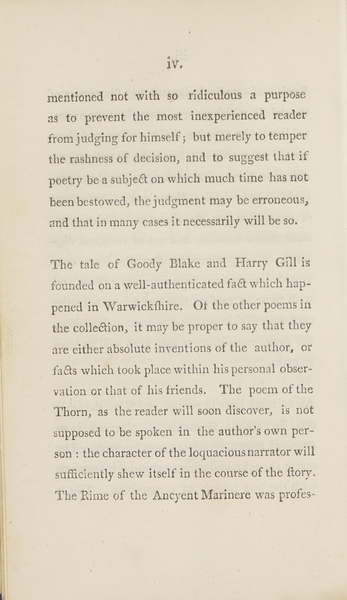 iv.
mentioned not with so ridiculous a purpose
as to prevent the most inexperienced reader
from judging for himself; but merely to temper
the rashness of decision, and to suggest that if
poetry be a subject on which much time has not
been bestowed, the judgment may be erroneous,
and that in many cases it necessarily will be so.
The tale of Goody Blake and Harry Gill is
founded on a well-authenticated fact which hap-
pened in Warwickſhire. Of the other poems in
the collection, it may be proper to say that they
are either absolute inventions of the author, or
facts which took place within his personal obser-
vation or that of his friends. The poem of the
Thorn, as the reader will soon discover, is not
supposed to be spoken in the author's own per-
son : the character of the loquacious narrator will
sufficiently shew itself in the course of the ſtory.
The Rime of the Ancyent Marinere was profes-